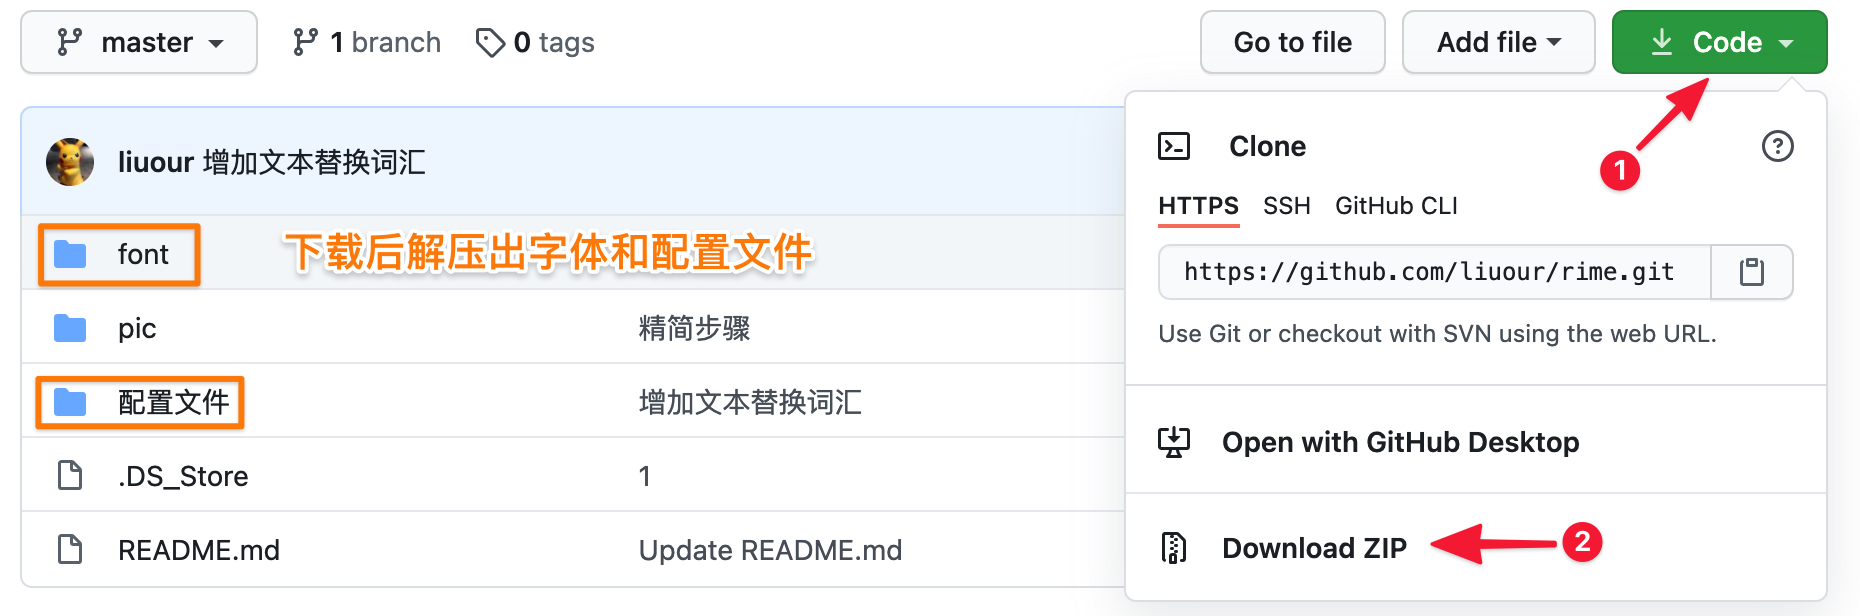 master
1 branch
0 tags
Go to file
Add file
Code
liuour 增加文本替换词汇
font
下载后解压出字体和配置文件
pic
精简步骤
配置文件
增加文本替换词汇
.DS_Store
1
README.md
Update README.md
1
Clone
HTTPS SSH GitHub CLI
https://github.com/liuour/rime.git
Use Git or checkout with SVN using the web URL.
Open with GitHub Desktop
Download ZIP
2